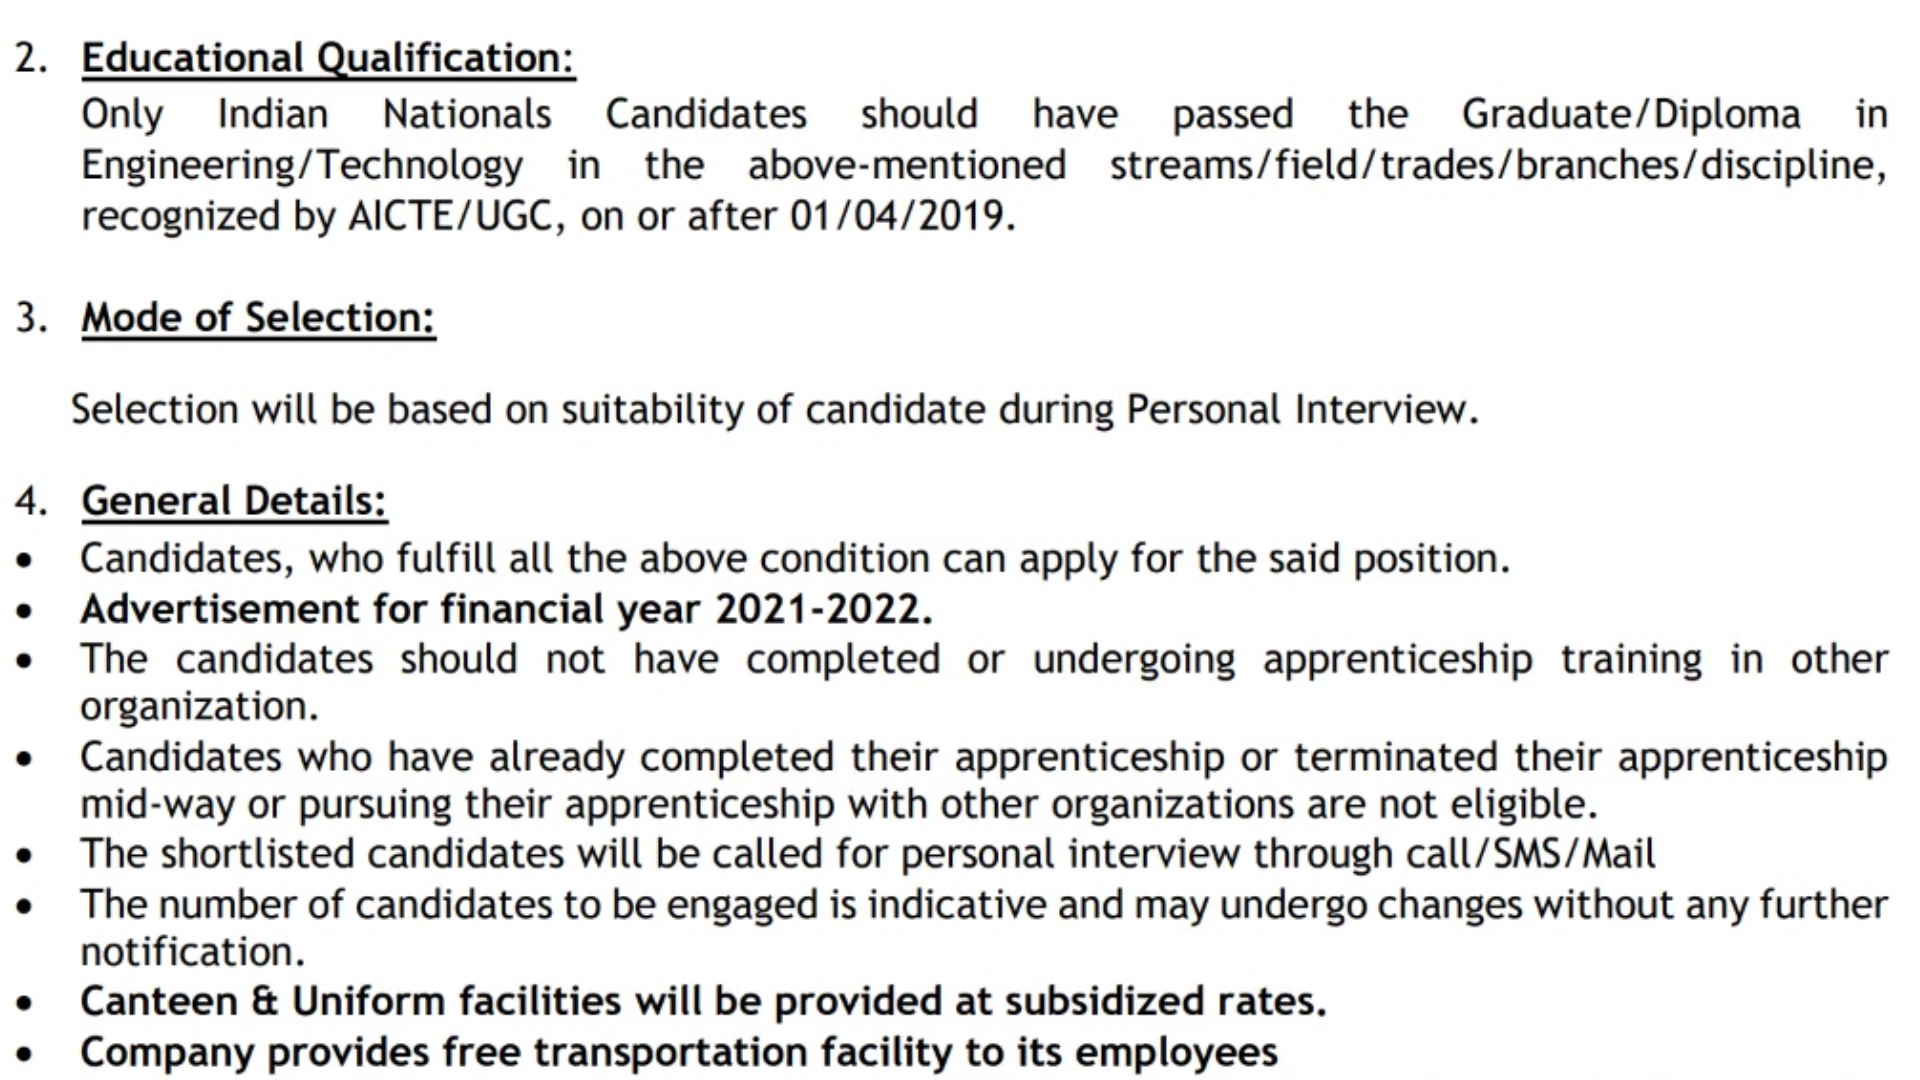 2. Educational Qualification:
Only Indian Nationals Candidates should have passed the Graduate/Diploma in
Engineering/Technology in the above-mentioned streams/field/trades/branches/discipline,
recognized by AICTE/UGC, on or after 01/04/2019.
3. Mode of Selection:
Selection will be based on suitability of candidate during Personal Interview.
4. General Details:
• Candidates, who fulfill all the above condition can apply for the said position.
• Advertisement for financial year 2021-2022.
• The candidates should not have completed or undergoing apprenticeship training in other
organization.
• Candidates who have already completed their apprenticeship or terminated their apprenticeship
mid-way or pursuing their apprenticeship with other organizations are not eligible.
• The shortlisted candidates will be called for personal interview through call/SMS/Mail
• The number of candidates to be engaged is indicative and may undergo changes without any further
notification.
• Canteen & Uniform facilities will be provided at subsidized rates.
• Company provides free transportation facility to its employees